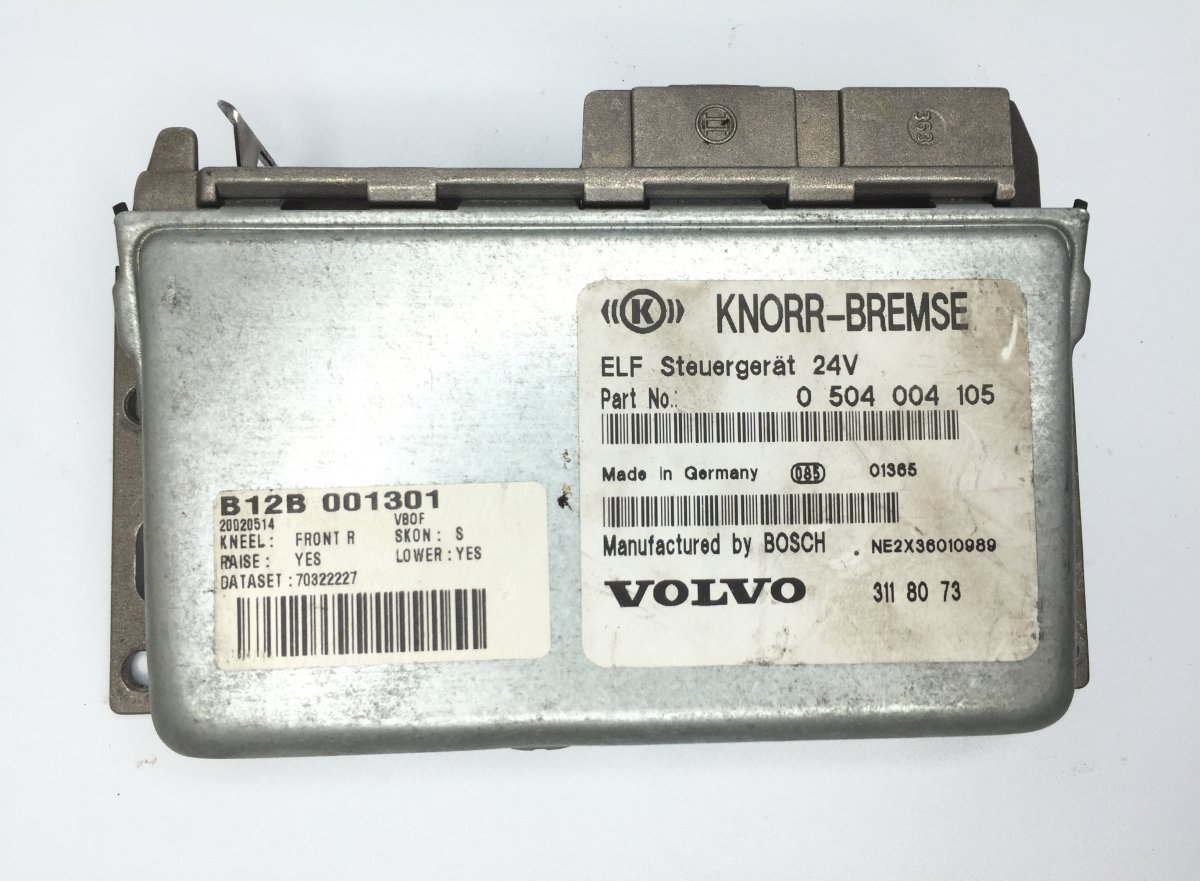 363
K KNORR-BREMSE
ELF Steuergerät 24V
Part No.: 0 504 004 105
Made in Germany 085 01365
Manufactured by BOSCH . NE2X36010989
VOLVO 311 80 73
B12B 001301
20020514 VBOF
KNEEL: FRONT R SKON: S
RAISE: YES LOWER: YES
DATASET: 70322227